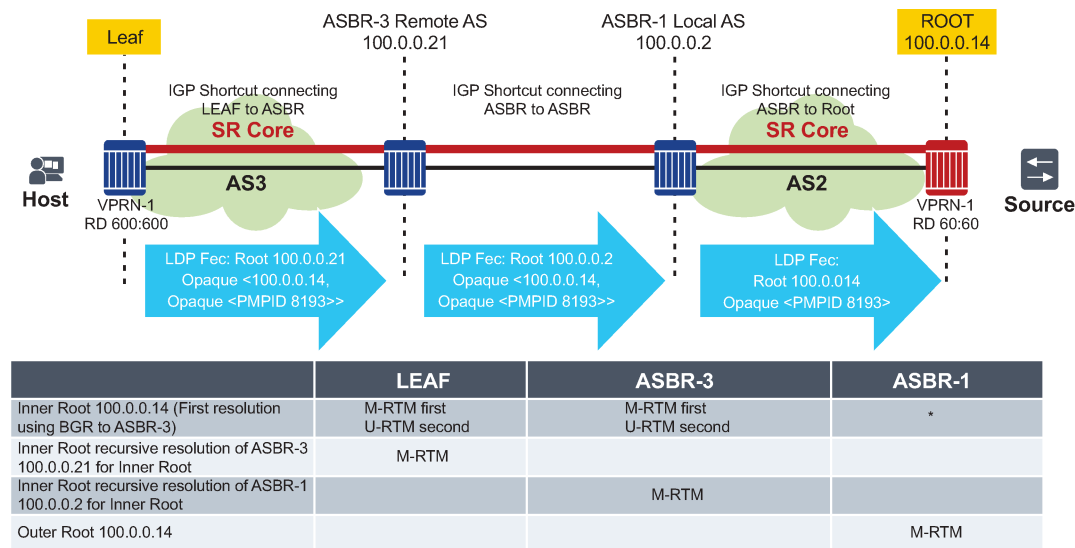 Leaf
ASBR-3 Remote AS
100.0.0.21
ASBR-1 Local AS
100.0.0.2
ROOT
100.0.0.14
IGP Shortcut connecting
LEAF to ASBR
IGP Shortcut connecting
ASBR to ASBR
IGP Shortcut connecting
ASBR to Root
SR Core
SR Core
AS3
AS2
Host
Source
VPRN-1
RD 600:600
VPRN-1
RD 60:60
LDP Fec: Root 100.0.0.21
Opaque <100.0.0.14,
Opaque <PMPID 8193>>
LDP Fec: Root 100.0.0.2
Opaque <100.0.0.14,
Opaque <PMPID 8193>>
LDP Fec:
Root 100.0.014
Opaque <PMPID 8193>
LEAF
ASBR-3
ASBR-1
Inner Root 100.0.0.14 (First resolution
using BGR to ASBR-3)
M-RTM first
U-RTM second
M-RTM first
U-RTM second
*
Inner Root recursive resolution of ASBR-3
100.0.0.21 for Inner Root
M-RTM
Inner Root recursive resolution of ASBR-1
100.0.0.2 for Inner Root
M-RTM
Outer Root 100.0.0.14
M-RTM